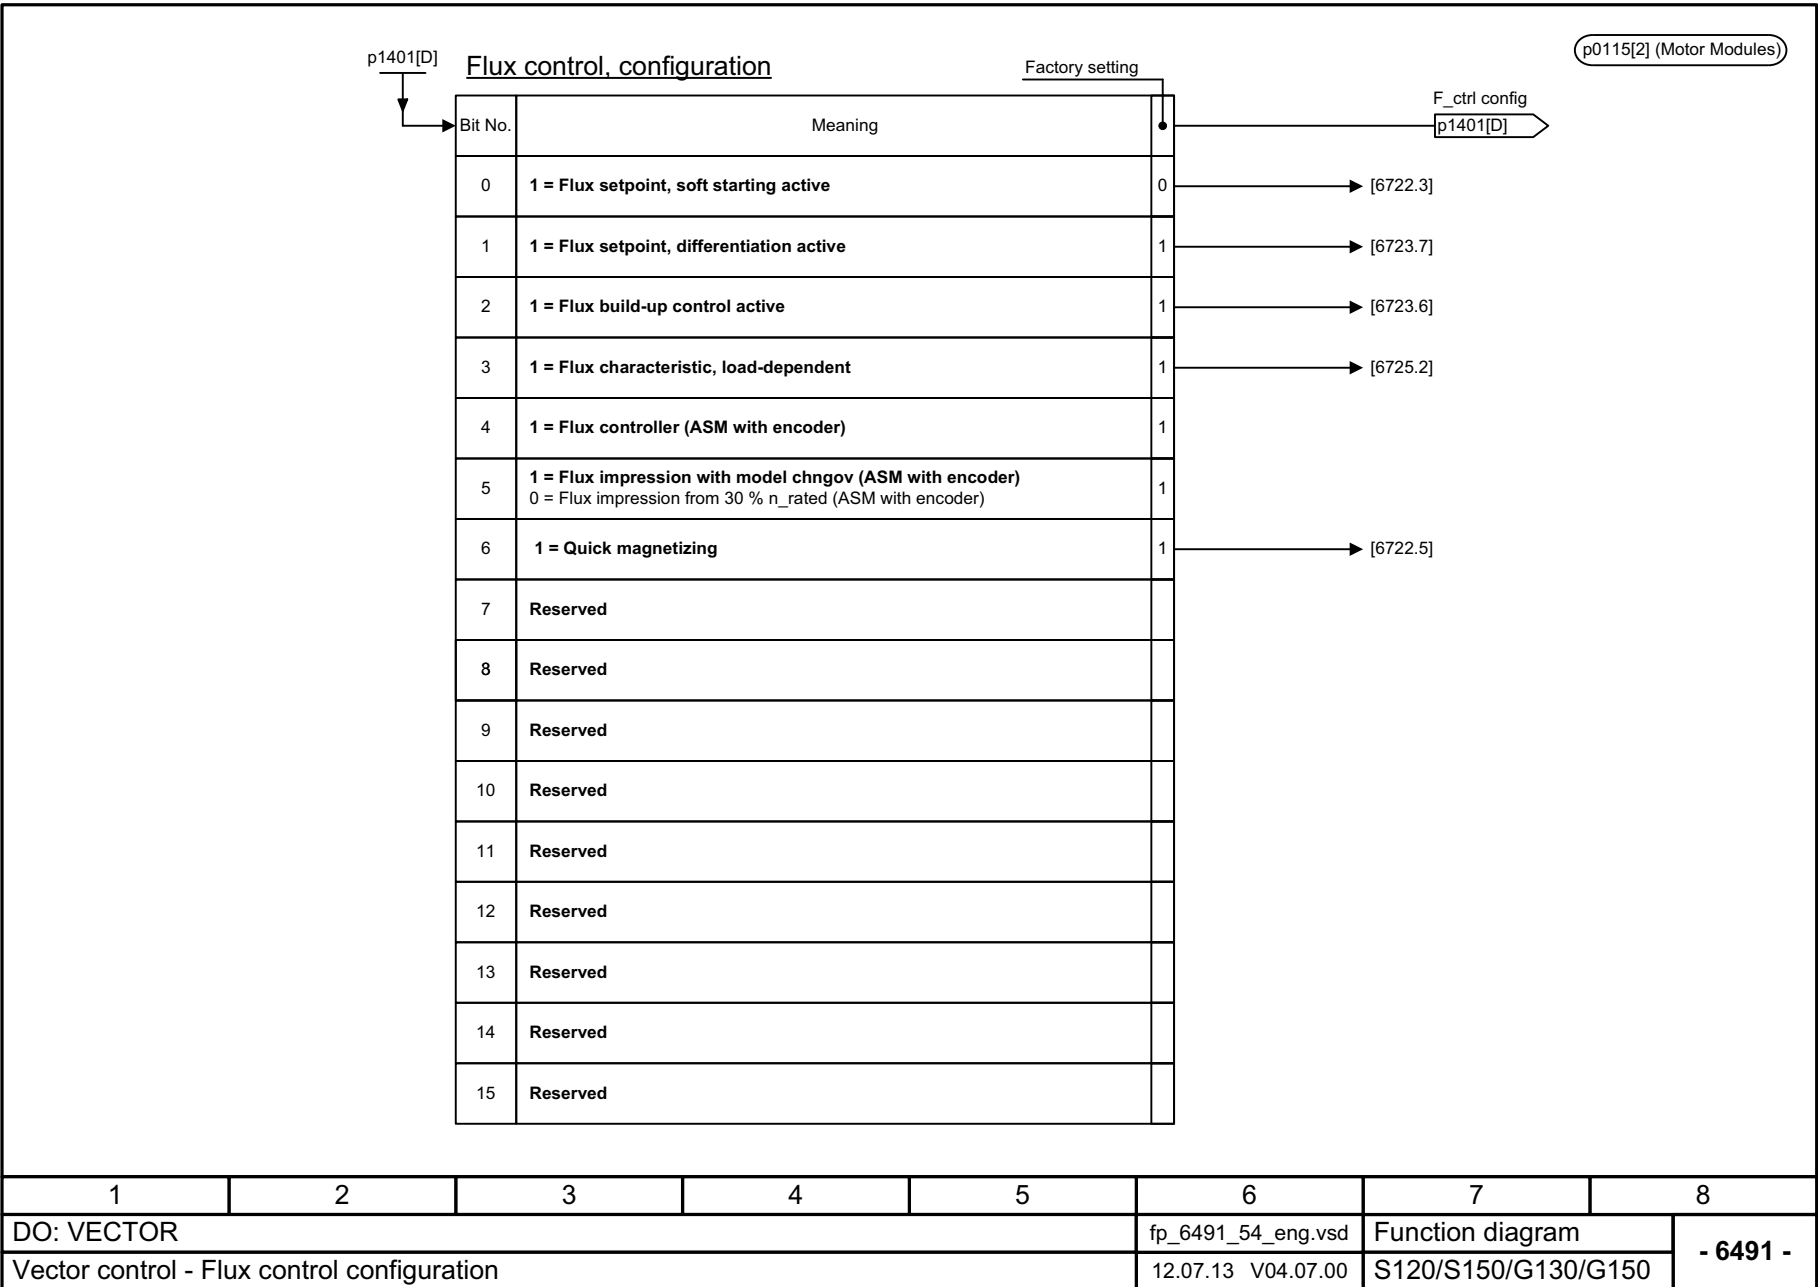 p0115[2] (Motor Modules)
p1401[D]
Flux control, configuration
Factory setting
F_ctrl config
p1401[D]
Bit No. Meaning
0 1 = Flux setpoint, soft starting active 0 [6722.3]
1 1 = Flux setpoint, differentiation active 1 [6723.7]
2 1 = Flux build-up control active 1 [6723.6]
3 1 = Flux characteristic, load-dependent 1 [6725.2]
4 1 = Flux controller (ASM with encoder) 1
5 1 = Flux impression with model chngov (ASM with encoder) 1
0 = Flux impression from 30 % n_rated (ASM with encoder)
6 1 = Quick magnetizing 1 [6722.5]
7 Reserved
8 Reserved
9 Reserved
10 Reserved
11 Reserved
12 Reserved
13 Reserved
14 Reserved
15 Reserved
1 2 3 4 5 6 7 8
DO: VECTOR fp_6491_54_eng.vsd Function diagram - 6491 -
Vector control - Flux control configuration 12.07.13 V04.07.00 S120/S150/G130/G150